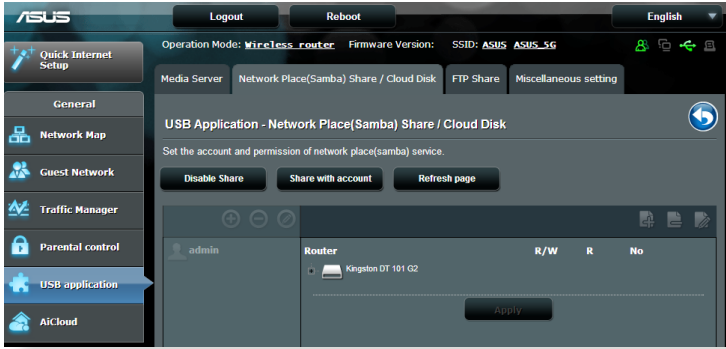 ASUS
Logout
Reboot
English
Quick Internet
Setup
Operation Mode: Wireless router Firmware Version: SSID: ASUS ASUS_5G
Media Server
Network Place(Samba) Share / Cloud Disk
FTP Share
Miscellaneous setting
General
Network Map
Guest Network
Traffic Manager
Parental control
USB application
AiCloud
USB Application - Network Place(Samba) Share / Cloud Disk
Set the account and permission of network place(samba) service.
Disable Share
Share with account
Refresh page
admin
Router R/W R No
Kingston DT 101 G2
Apply